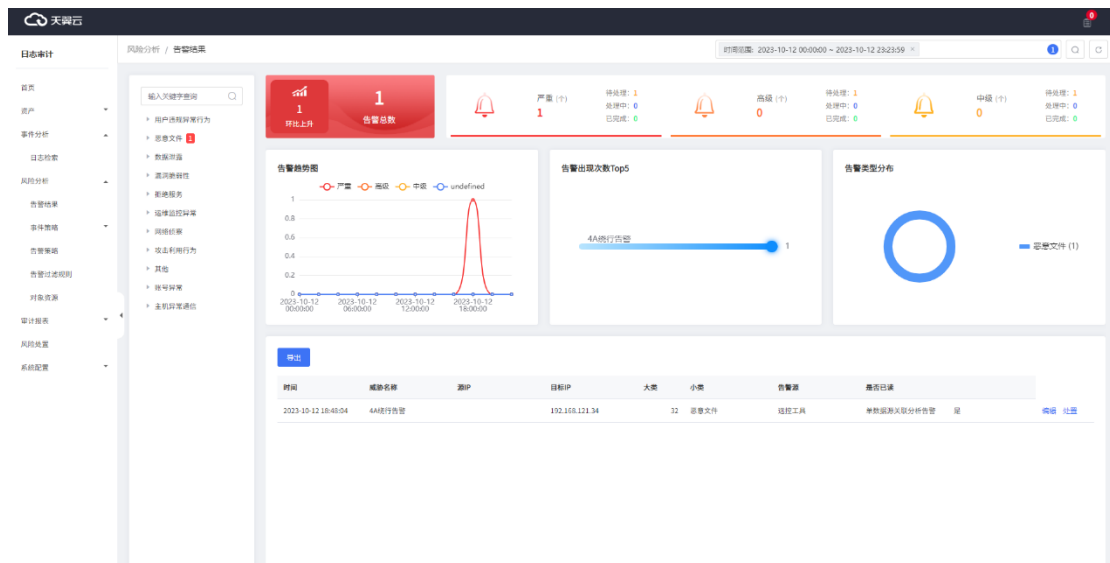 天翼云
0
日志审计
风险分析 / 告警结果
时间范围: 2023-10-12 00:00:00 ~ 2023-10-12 23:23:59 ×
1
首页
资产
事件分析
日志检索
风险分析
告警结果
事件策略
告警策略
告警过滤规则
对象资源
审计报表
风险处置
系统配置
输入关键字查询
用户违规异常行为
恶意文件 1
数据泄露
漏洞脆弱性
拒绝服务
运维监控异常
网络侦察
攻击利用行为
其他
账号异常
主机异常通信
1
环比上升
1
告警总数
严重 (个)
1
待处理: 1
处理中: 0
已完成: 0
高级 (个)
0
待处理: 1
处理中: 0
已完成: 0
中级 (个)
0
待处理: 1
处理中: 0
已完成: 0
告警趋势图
严重 高级 中级 undefined
1
0.8
0.6
0.4
0.2
0
2023-10-12 2023-10-12 2023-10-12 2023-10-12
00:00:00 06:00:00 12:00:00 18:00:00
告警出现次数Top5
4A绕行告警
1
告警类型分布
恶意文件 (1)
导出
时间 威胁名称 源IP 目标IP 大类 小类 告警源 是否已读
2023-10-12 18:48:04 4A绕行告警 192.168.121.34 32 恶意文件 远控工具 单数据源关联分析告警 是 编辑 处置